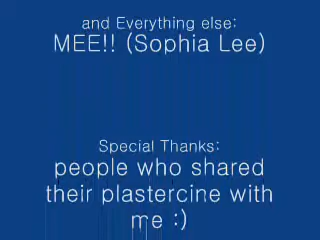 and Everything else:
MEE!! (Sophia Lee)
Special Thanks:
people who shared
their plastercine with
me :)